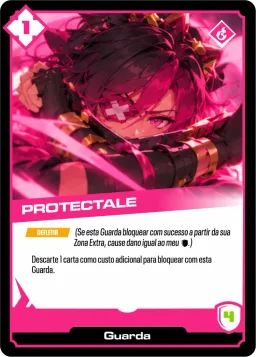 1
PROTECTALE
DEFLETIR (Se esta Guarda bloquear com sucesso a partir da sua
Zona Extra, cause dano igual ao meu .)
Descarte 1 carta como custo adicional para bloquear com esta
Guarda.
4
Guarda